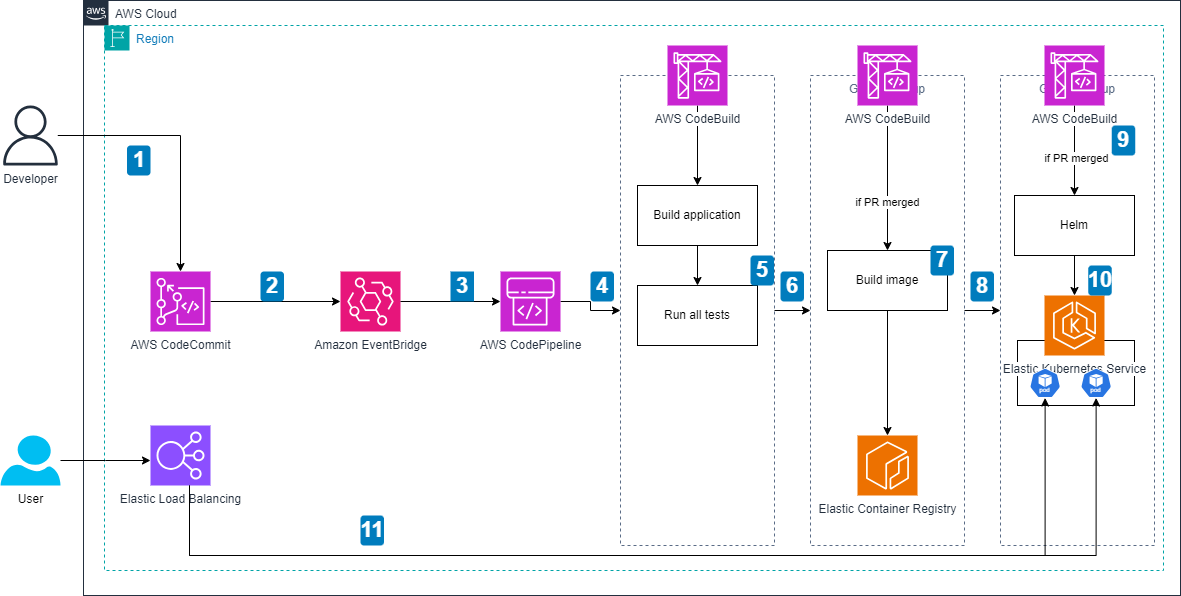 aws
AWS Cloud
Region
Developer
1
AWS CodeCommit
2
Amazon EventBridge
3
AWS CodePipeline
4
AWS CodeBuild
Build application
Run all tests
5
6
AWS CodeBuild
if PR merged
Build image
7
Elastic Container Registry
8
AWS CodeBuild
9
if PR merged
Helm
10
Elastic Kubernetes Service
pod
pod
User
Elastic Load Balancing
11